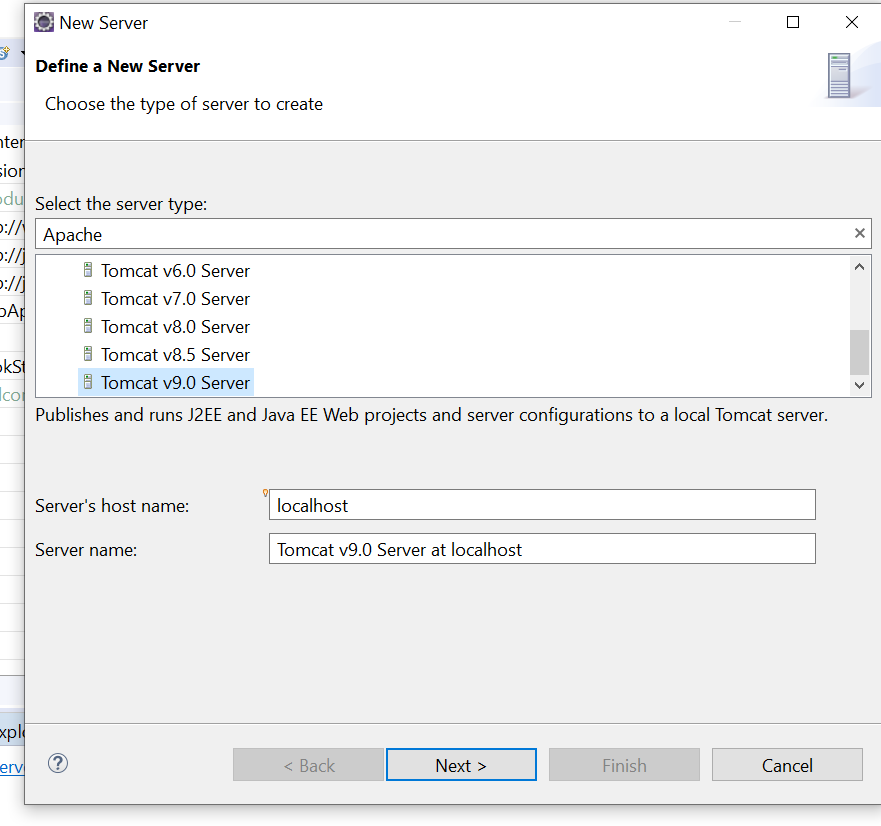 New Server
Define a New Server
Choose the type of server to create
Select the server type:
Apache
Tomcat v6.0 Server
Tomcat v7.0 Server
Tomcat v8.0 Server
Tomcat v8.5 Server
Tomcat v9.0 Server
Publishes and runs J2EE and Java EE Web projects and server configurations to a local Tomcat server.
Server's host name:
localhost
Server name:
Tomcat v9.0 Server at localhost
?
< Back
Next >
Finish
Cancel